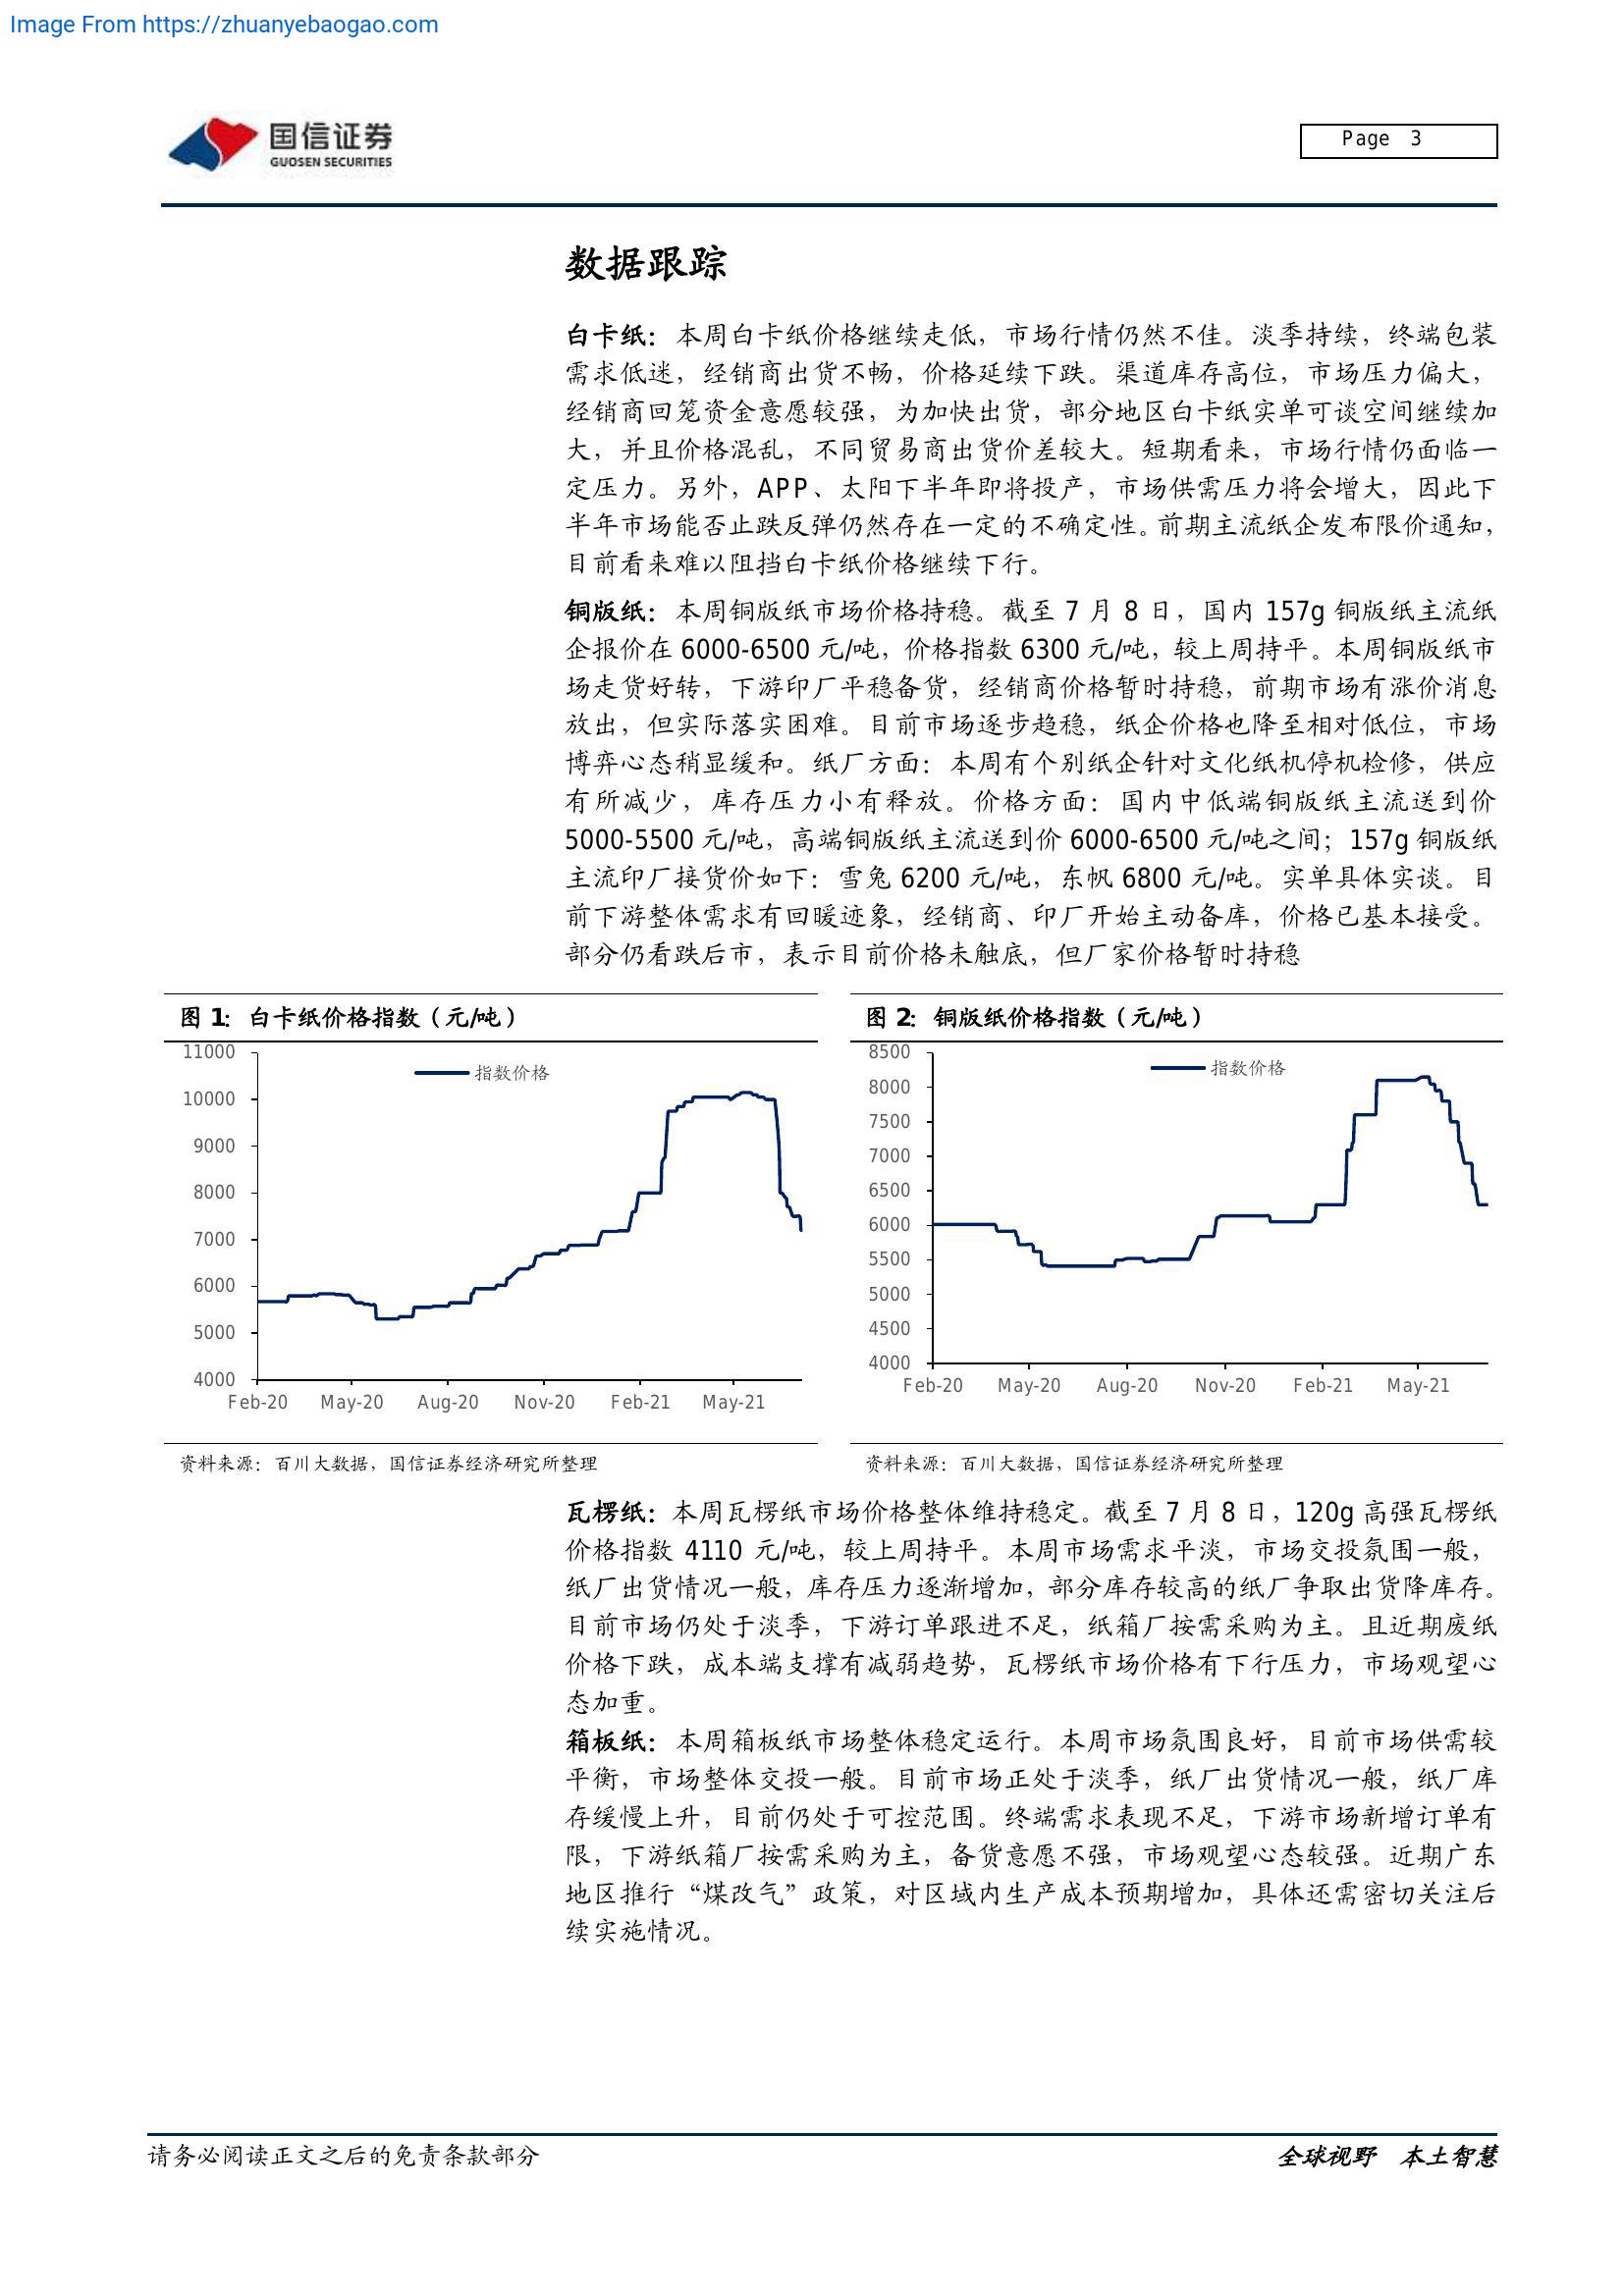 Image From https://zhuanyebaogao.com
国信证券
GUOSEN SECURITIES
Page 3
数据跟踪
白卡纸：本周白卡纸价格继续走低，市场行情仍然不佳。淡季持续，终端包装
需求低迷，经销商出货不畅，价格延续下跌。渠道库存高位，市场压力偏大，
经销商回笼资金意愿较强，为加快出货，部分地区白卡纸实单可谈空间继续加
大，并且价格混乱，不同贸易商出货价差较大。短期看来，市场行情仍面临一
定压力。另外，APP、太阳下半年即将投产，市场供需压力将会增大，因此下
半年市场能否止跌反弹仍然存在一定的不确定性。前期主流纸企发布限价通知，
目前看来难以阻挡白卡纸价格继续下行。
铜版纸：本周铜版纸市场价格持稳。截至 7 月 8 日，国内 157g 铜版纸主流纸
企报价在 6000-6500 元/吨，价格指数 6300 元/吨，较上周持平。本周铜版纸市
场走货好转，下游印厂平稳备货，经销商价格暂时持稳，前期市场有涨价消息
放出，但实际落实困难。目前市场逐步趋稳，纸企价格也降至相对低位，市场
博弈心态稍显缓和。纸厂方面：本周有个别纸企针对文化纸机停机检修，供应
有所减少，库存压力小有释放。价格方面：国内中低端铜版纸主流送到价
5000-5500 元/吨，高端铜版纸主流送到价 6000-6500 元/吨之间；157g 铜版纸
主流印厂接货价如下：雪兔 6200 元/吨，东帆 6800 元/吨。实单具体实谈。目
前下游整体需求有回暖迹象，经销商、印厂开始主动备库，价格已基本接受。
部分仍看跌后市，表示目前价格未触底，但厂家价格暂时持稳
图 1：白卡纸价格指数（元/吨）
11000
10000
9000
8000
7000
6000
5000
4000
指数价格
Feb-20 May-20 Aug-20 Nov-20 Feb-21 May-21
资料来源：百川大数据，国信证券经济研究所整理
图 2：铜版纸价格指数（元/吨）
8500
8000
7500
7000
6500
6000
5500
5000
4500
4000
指数价格
Feb-20 May-20 Aug-20 Nov-20 Feb-21 May-21
资料来源：百川大数据，国信证券经济研究所整理
瓦楞纸：本周瓦楞纸市场价格整体维持稳定。截至 7 月 8 日，120g 高强瓦楞纸
价格指数 4110 元/吨，较上周持平。本周市场需求平淡，市场交投氛围一般，
纸厂出货情况一般，库存压力逐渐增加，部分库存较高的纸厂争取出货降库存。
目前市场仍处于淡季，下游订单跟进不足，纸箱厂按需采购为主。且近期废纸
价格下跌，成本端支撑有减弱趋势，瓦楞纸市场价格有下行压力，市场观望心
态加重。
箱板纸：本周箱板纸市场整体稳定运行。本周市场氛围良好，目前市场供需较
平衡，市场整体交投一般。目前市场正处于淡季，纸厂出货情况一般，纸厂库
存缓慢上升，目前仍处于可控范围。终端需求表现不足，下游市场新增订单有
限，下游纸箱厂按需采购为主，备货意愿不强，市场观望心态较强。近期广东
地区推行“煤改气”政策，对区域内生产成本预期增加，具体还需密切关注后
续实施情况。
请务必阅读正文之后的免责条款部分
全球视野 本土智慧